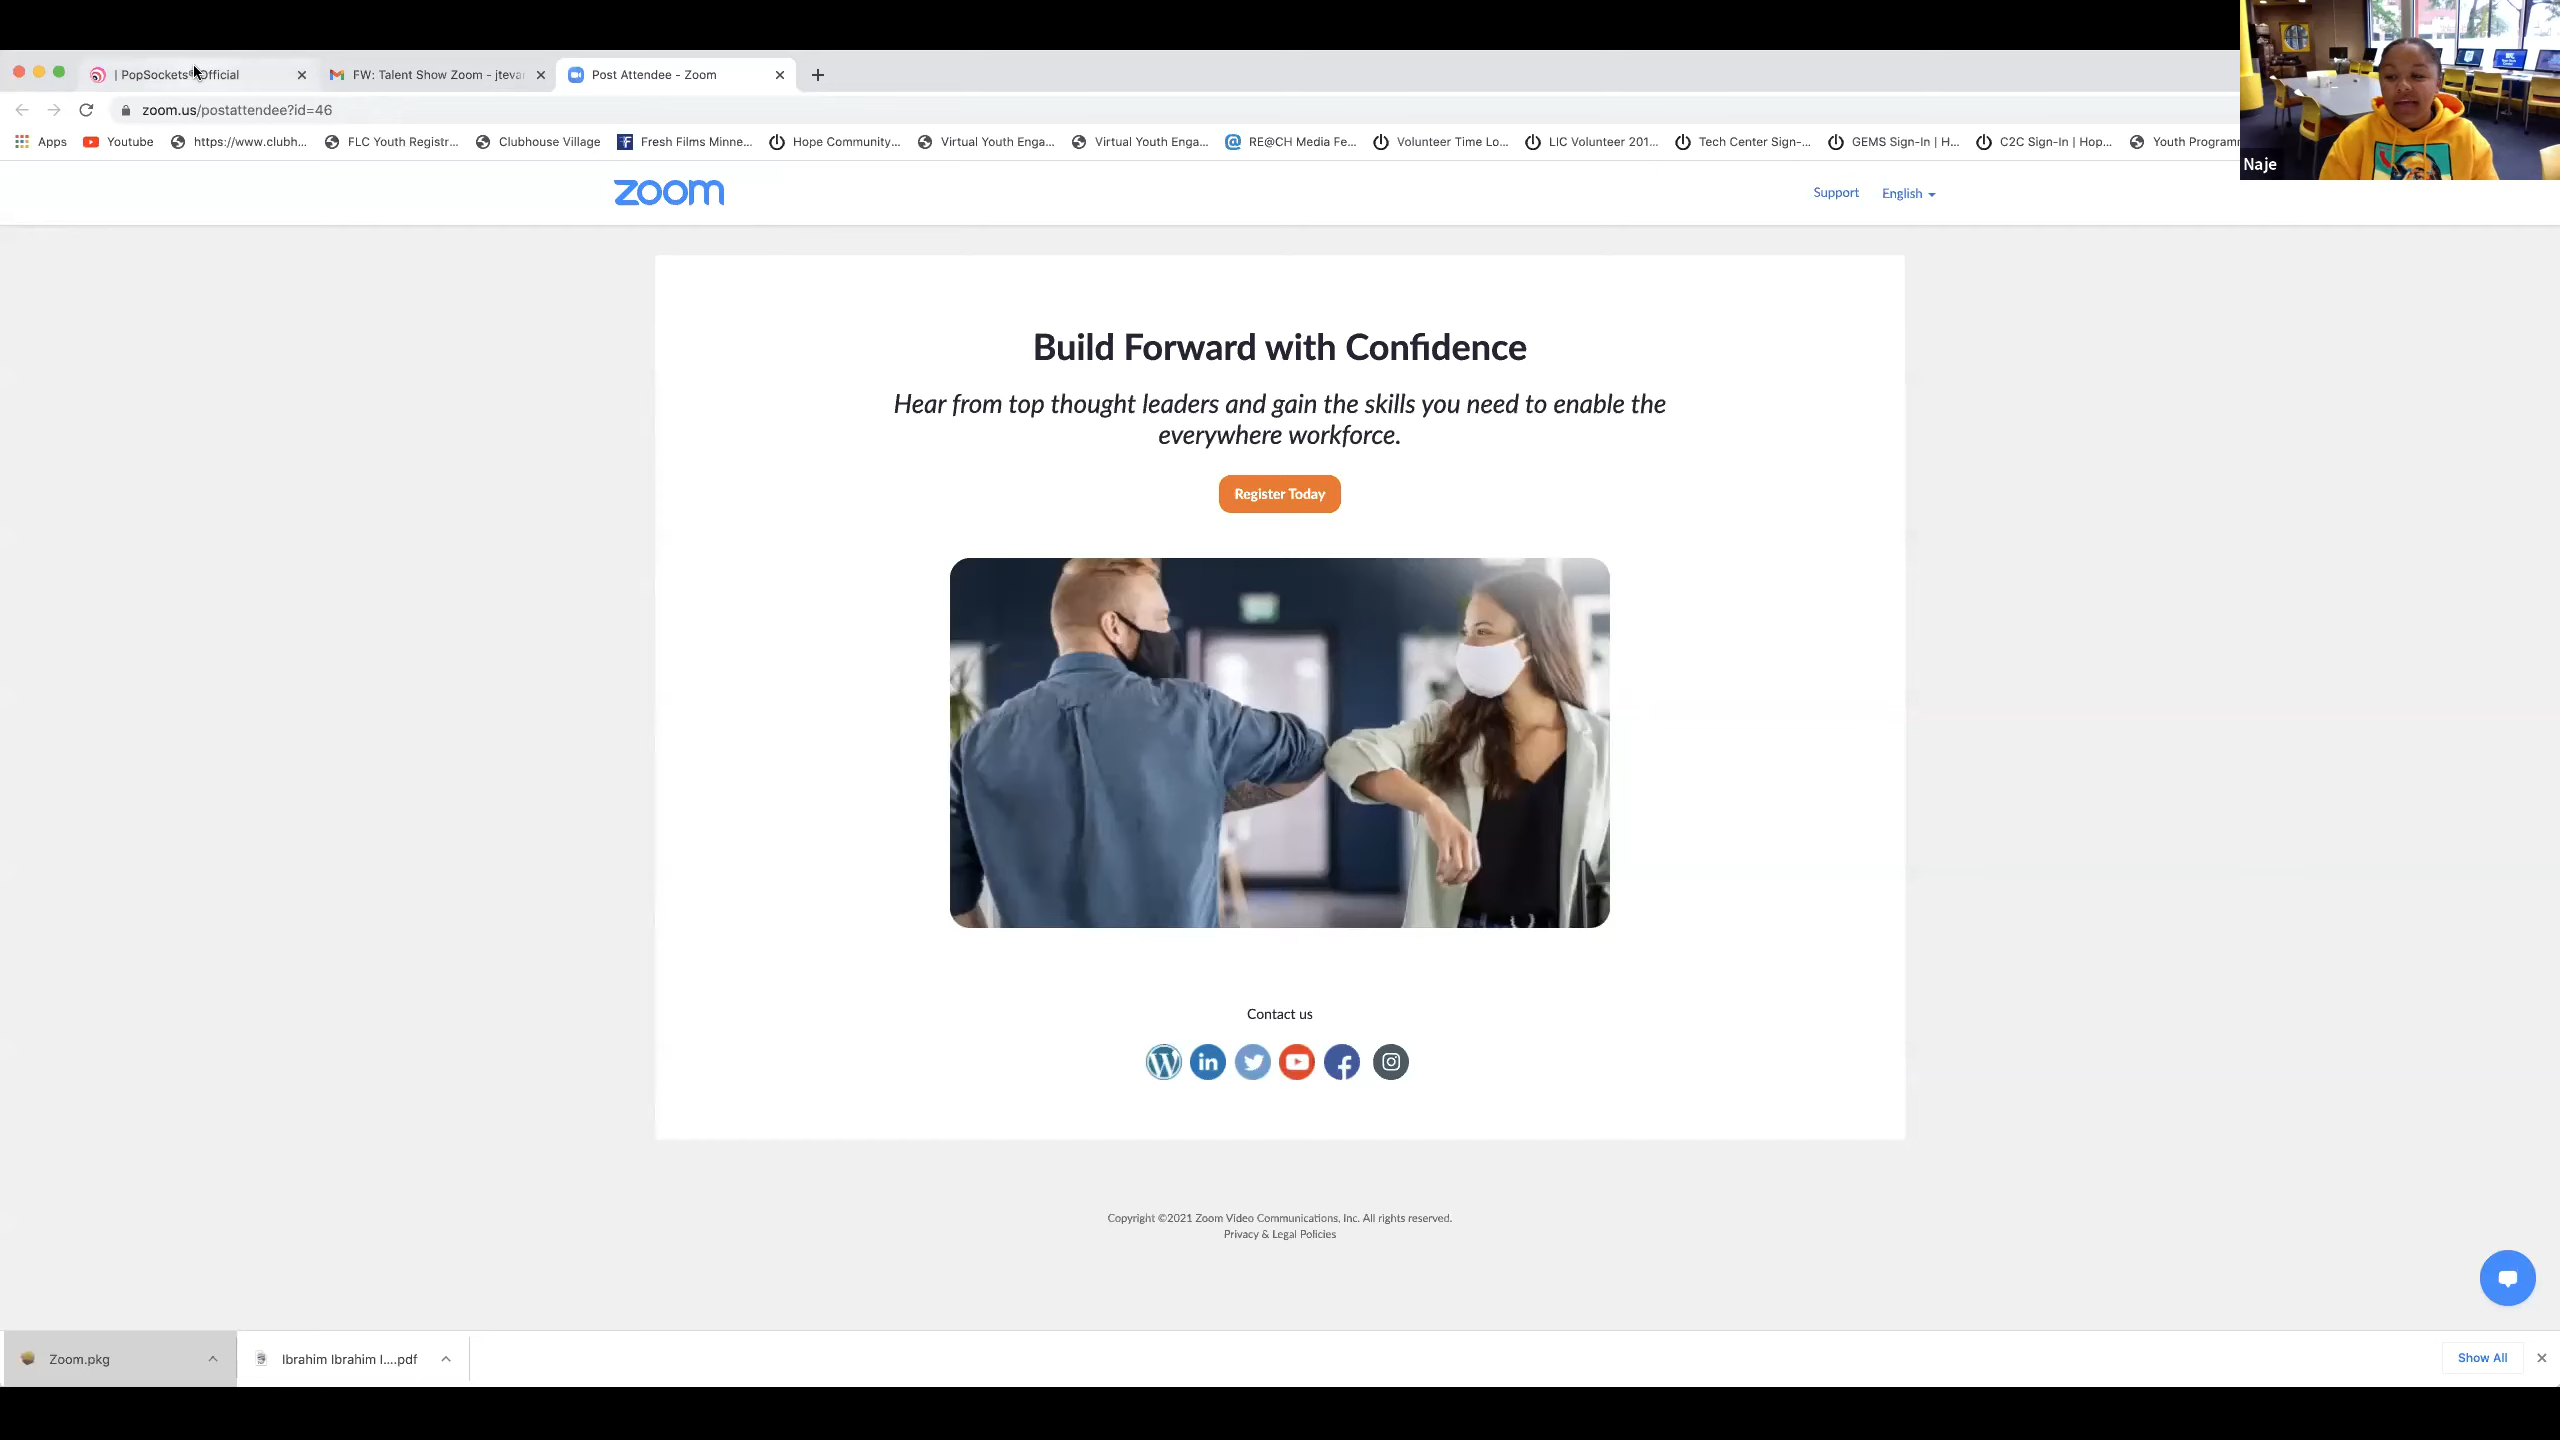 | PopSockets® Official
FW: Talent Show Zoom - jtevan
Post Attendee - Zoom
zoom.us/postattendee?id=46
Apps
Youtube
https://www.clubh...
FLC Youth Registr...
Clubhouse Village
Fresh Films Minne...
Hope Community...
Virtual Youth Enga...
Virtual Youth Enga...
RE@CH Media Fe...
Volunteer Time Lo...
LIC Volunteer 201...
Tech Center Sign-...
GEMS Sign-In | H...
C2C Sign-In | Hop...
Youth Programm
Naje
zoom
Support
English
Build Forward with Confidence
Hear from top thought leaders and gain the skills you need to enable the
everywhere workforce.
Register Today
Contact us
Copyright ©2021 Zoom Video Communications, Inc. All rights reserved.
Privacy & Legal Policies
Zoom.pkg
Ibrahim Ibrahim I....pdf
Show All